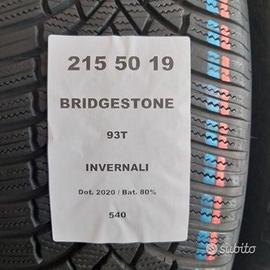 215 50 19
BRIDGESTONE
93T
INVERNALI
Dot. 2020 / Bat. 80%
540
subito